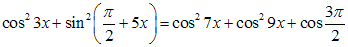 cos² 3x + sin² (π/2 + 5x) = cos² 7x + cos² 9x + cos 3π/2